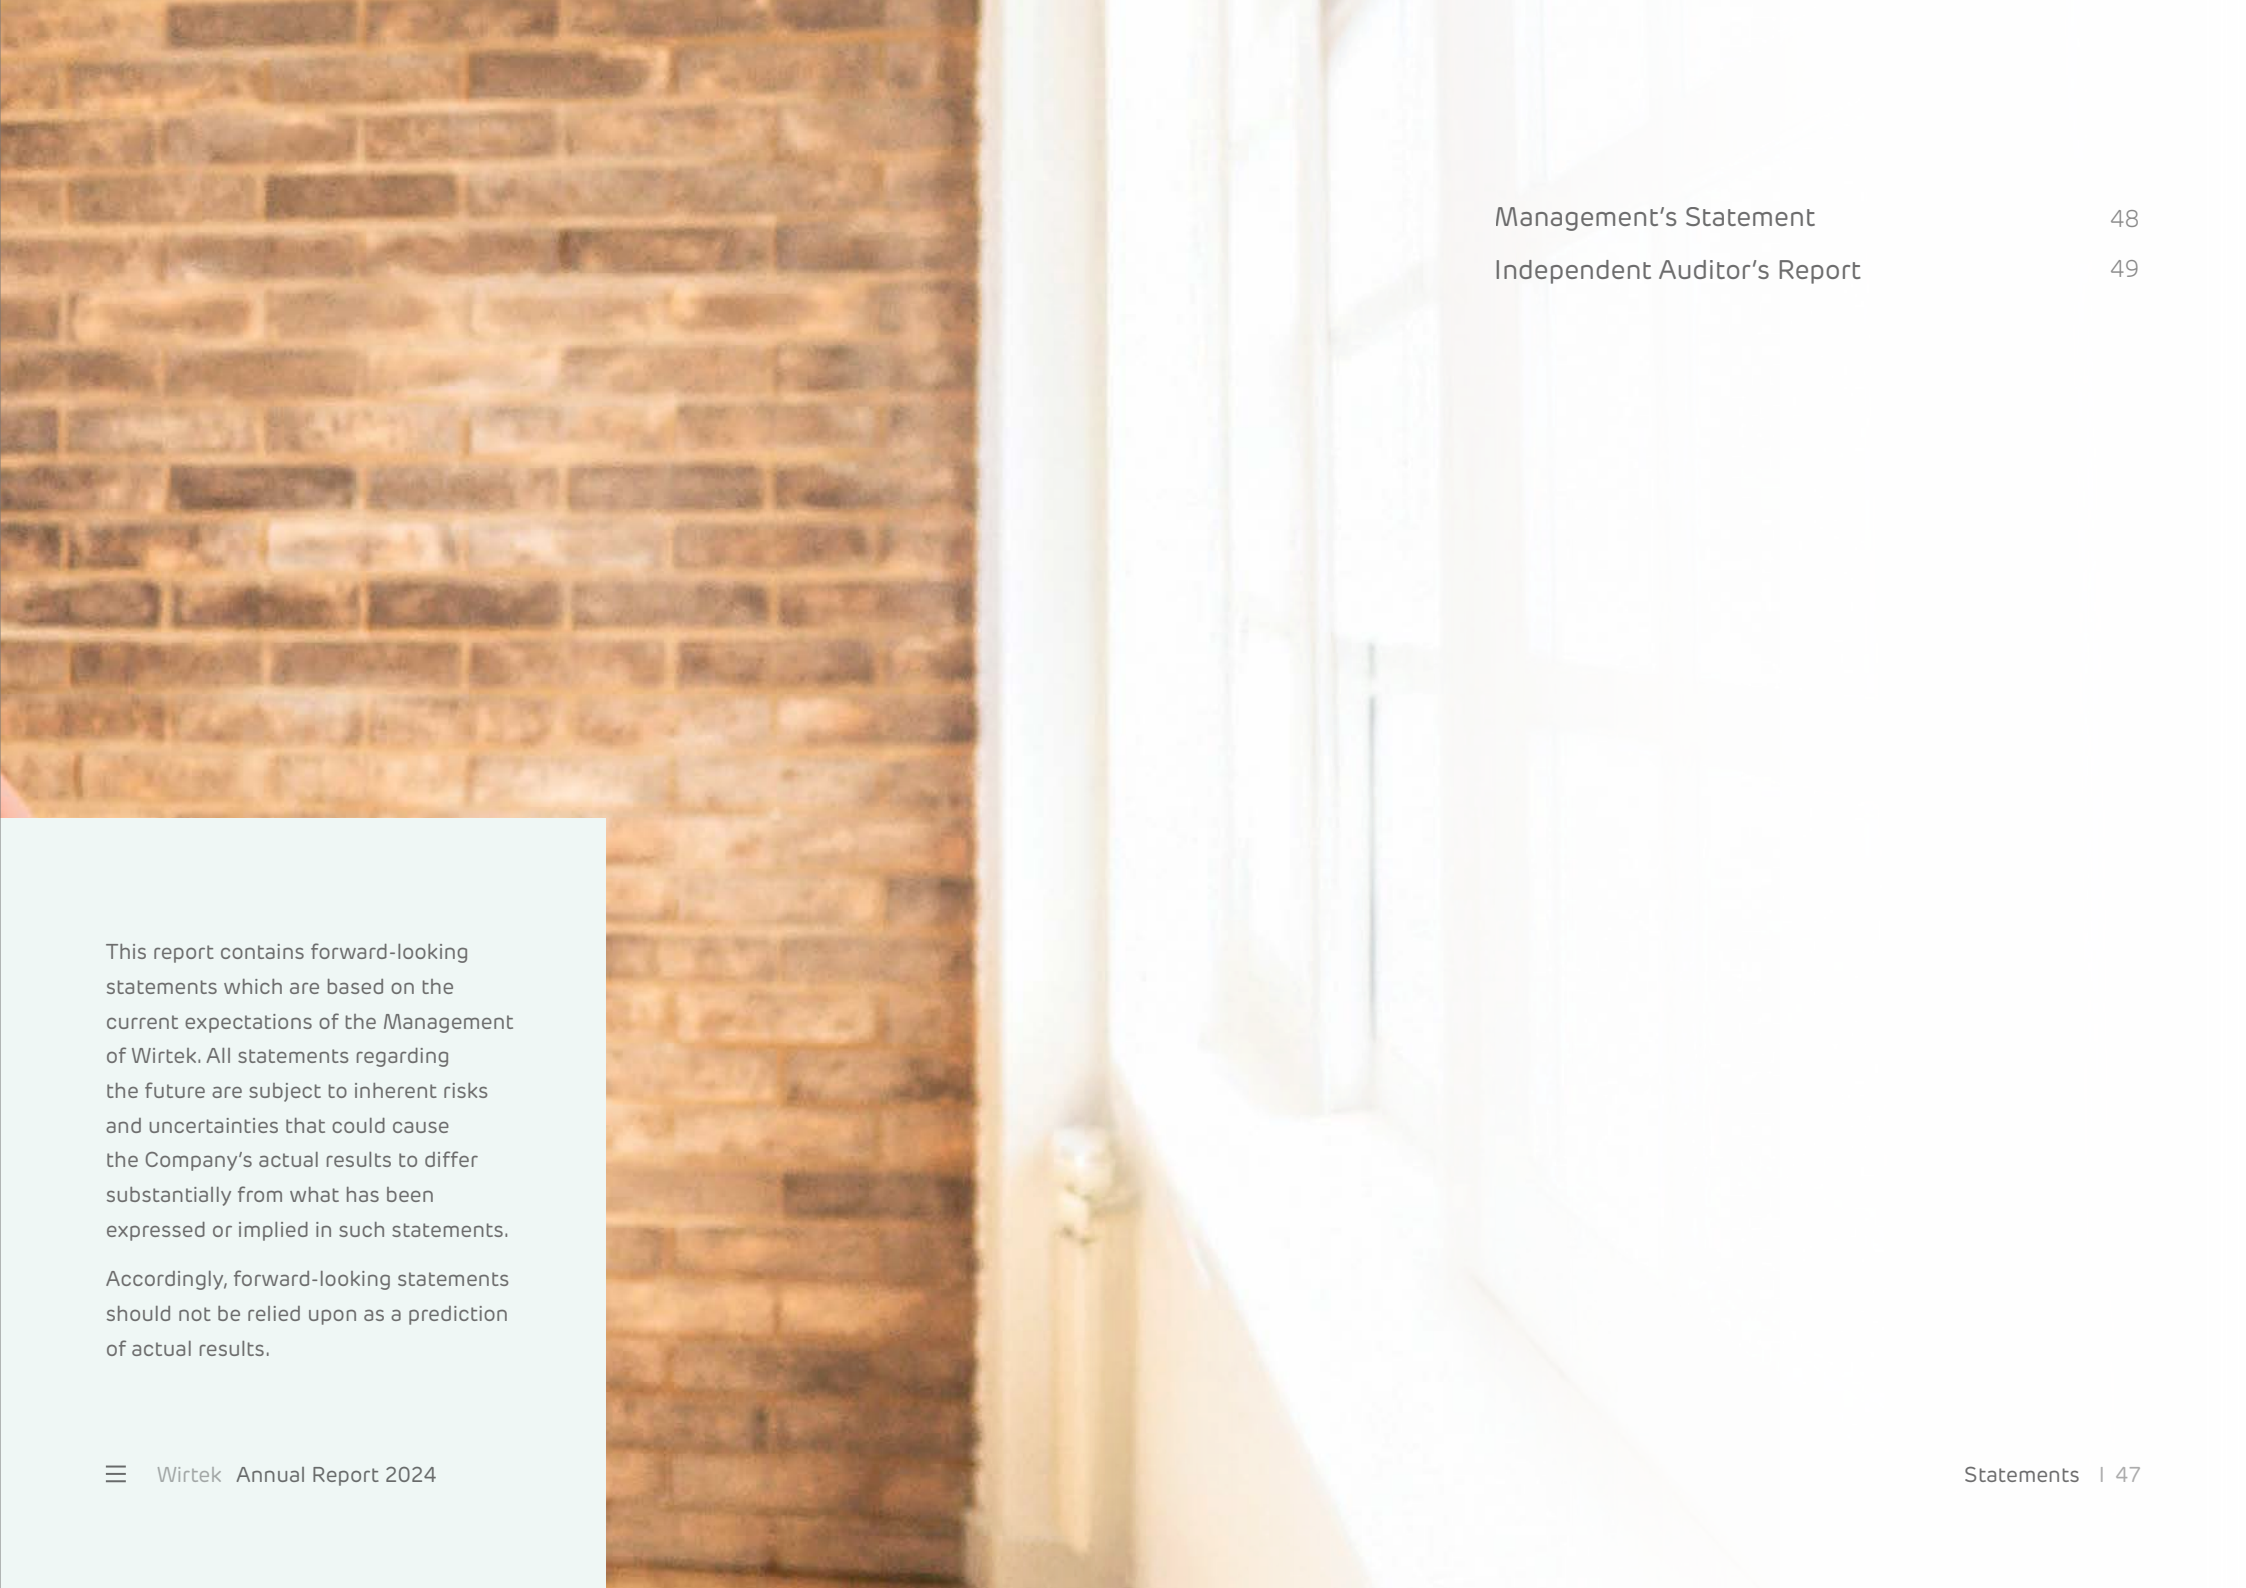 Management’s Statement 48
Independent Auditor’s Report 49
This report contains forward-looking
statements which are based on the
current expectations of the Management
of Wirtek. All statements regarding
the future are subject to inherent risks
and uncertainties that could cause
the Company’s actual results to differ
substantially from what has been
expressed or implied in such statements.
Accordingly, forward-looking statements
should not be relied upon as a prediction
of actual results.
Wirtek Annual Report 2024
Statements | 47